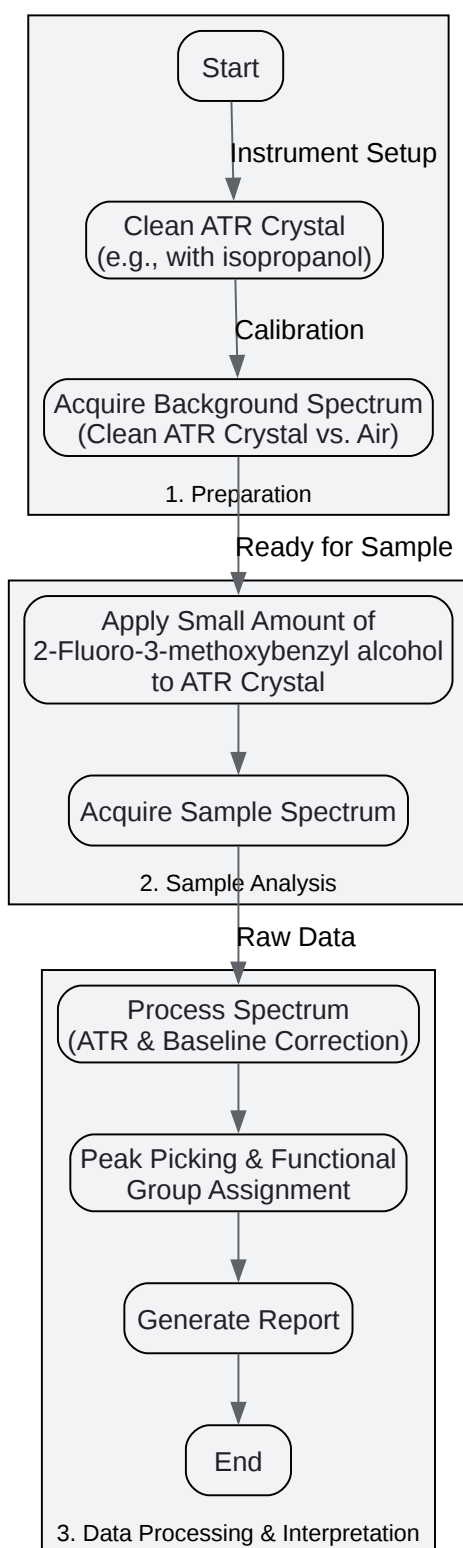 Start
Instrument Setup
Clean ATR Crystal
(e.g., with isopropanol)
Calibration
Acquire Background Spectrum
(Clean ATR Crystal vs. Air)
1. Preparation
Ready for Sample
Apply Small Amount of
2-Fluoro-3-methoxybenzyl alcohol
to ATR Crystal
Acquire Sample Spectrum
2. Sample Analysis
Raw Data
Process Spectrum
(ATR & Baseline Correction)
Peak Picking & Functional
Group Assignment
Generate Report
End
3. Data Processing & Interpretation